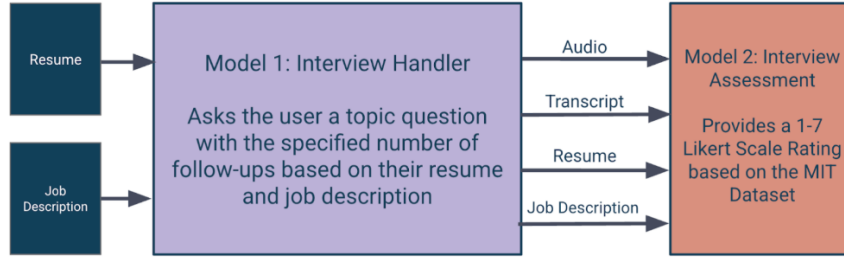 Resume
Job
Description
Model 1: Interview Handler
Asks the user a topic question
with the specified number of
follow-ups based on their resume
and job description
Audio
Transcript
Resume
Job Description
Model 2: Interview
Assessment
Provides a 1-7
Likert Scale Rating
based on the MIT
Dataset